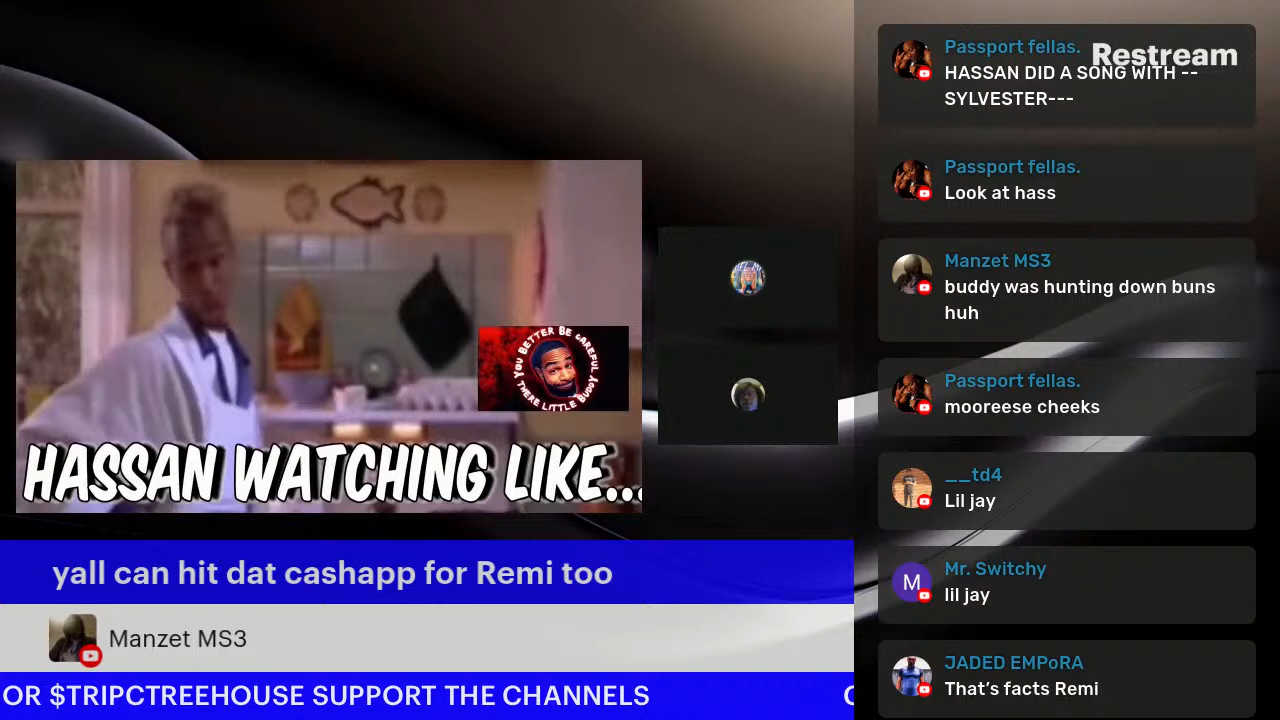 Restream
Passport fellas.
HASSAN DID A SONG WITH --
SYLVESTER---
Passport fellas.
Look at hass
Manzet MS3
buddy was hunting down buns
huh
Passport fellas.
mooreese cheeks
__td4
Lil jay
M
Mr. Switchy
lil jay
JADED EMPoRA
That's facts Remi
YOU BETTER BE CAREFUL
THERE LITTLE BUDDY
HASSAN WATCHING LIKE...
yall can hit dat cashapp for Remi too
Manzet MS3
OR $TRIPCTREEHOUSE SUPPORT THE CHANNELS